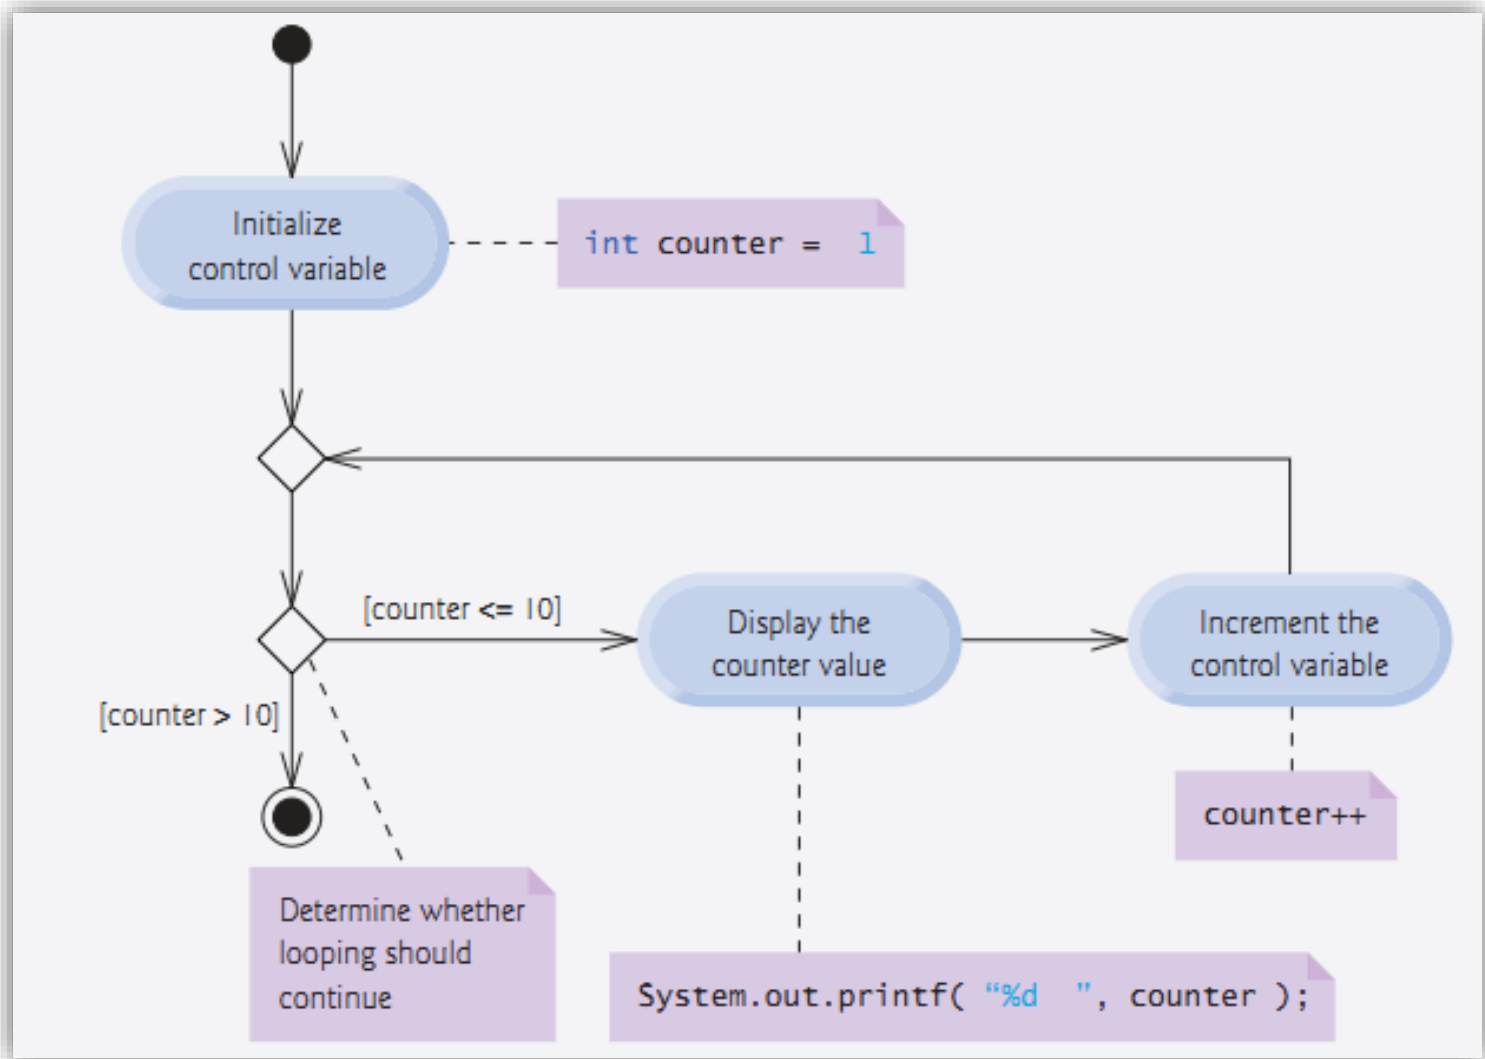 Initialize
control variable
int counter =  1
[counter <= 10]
Display the
counter value
Increment the
control variable
[counter > 10]
counter++
Determine whether
looping should
continue
System.out.printf( “%d  ”, counter );